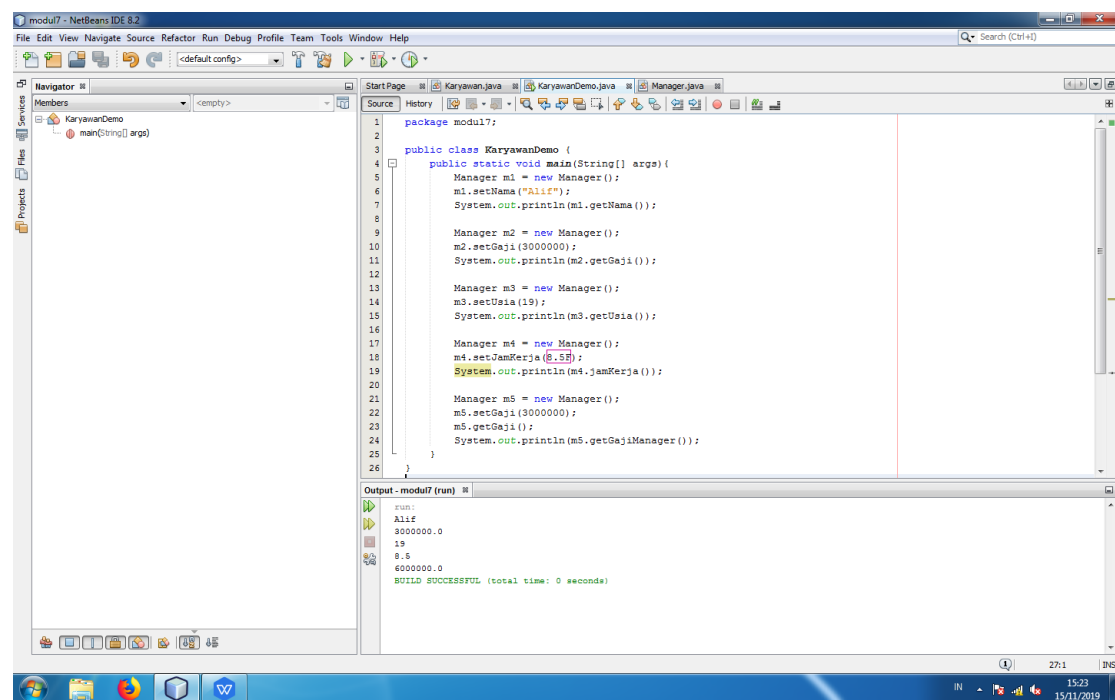 modul7 - NetBeans IDE 8.2
File Edit View Navigate Source Refactor Run Debug Profile Team Tools Window Help
Search (Ctrl+I)
<default config>
Navigator
Start Page Karyawan.java KaryawanDemo.java Manager.java
Members <empty>
Source History
KaryawanDemo
main(String[] args)
Services
Files
Projects
1 package modul7;
2
3 public class KaryawanDemo {
4 public static void main(String[] args){
5 Manager m1 = new Manager();
6 m1.setNama("Alif");
7 System.out.println(m1.getNama());
8
9 Manager m2 = new Manager();
10 m2.setGaji(3000000);
11 System.out.println(m2.getGaji());
12
13 Manager m3 = new Manager();
14 m3.setUsia(19);
15 System.out.println(m3.getUsia());
16
17 Manager m4 = new Manager();
18 m4.setJamKerja(8.5F);
19 System.out.println(m4.jamKerja());
20
21 Manager m5 = new Manager();
22 m5.setGaji(3000000);
23 m5.getGaji();
24 System.out.println(m5.getGajiManager());
25 }
26 }
Output - modul7 (run)
run:
Alif
3000000.0
19
8.5
6000000.0
BUILD SUCCESSFUL (total time: 0 seconds)
1 27:1 INS
IN 15:23
15/11/2019